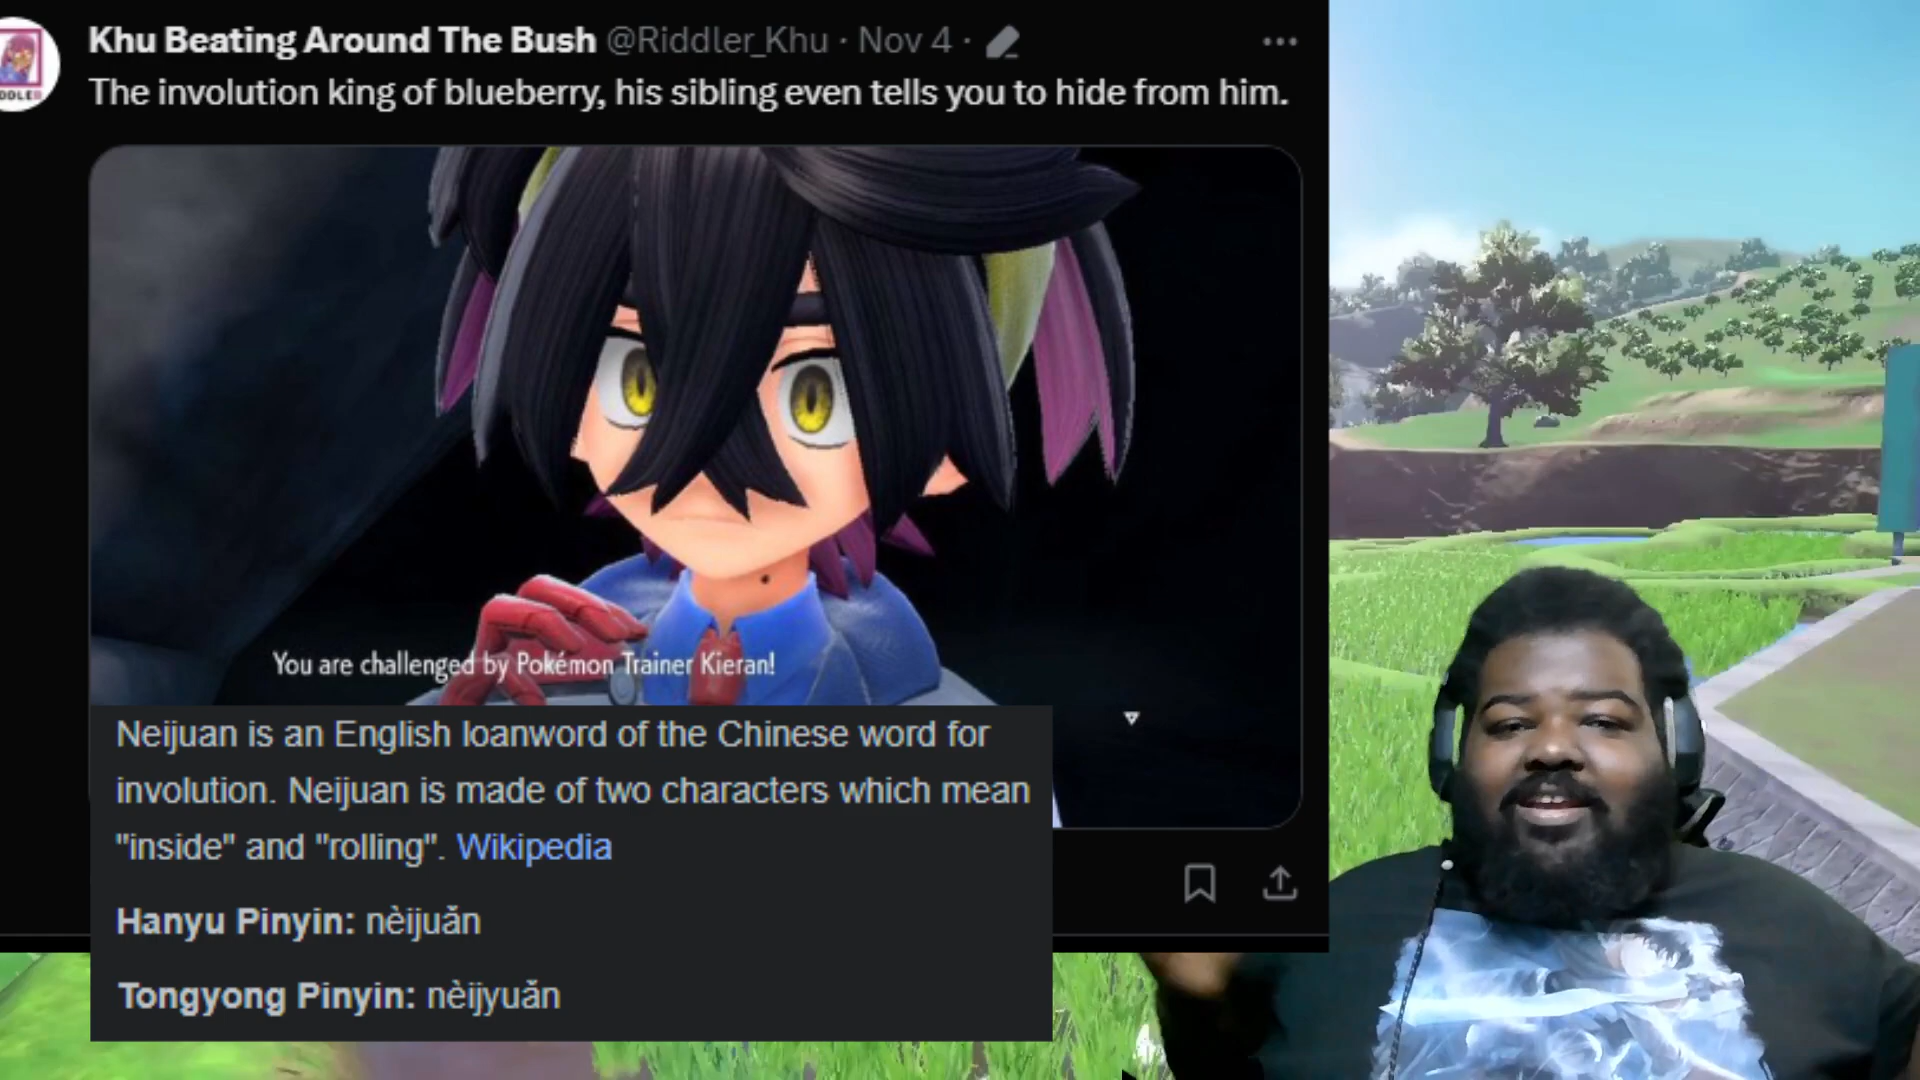 Khu Beating Around The Bush @Riddler_Khu · Nov 4 ·
The involution king of blueberry, his sibling even tells you to hide from him.
You are challenged by Pokémon Trainer Kieran!
Neijuan is an English loanword of the Chinese word for
involution. Neijuan is made of two characters which mean
"inside" and "rolling". Wikipedia
Hanyu Pinyin: nèijuǎn
Tongyong Pinyin: nèijyuǎn